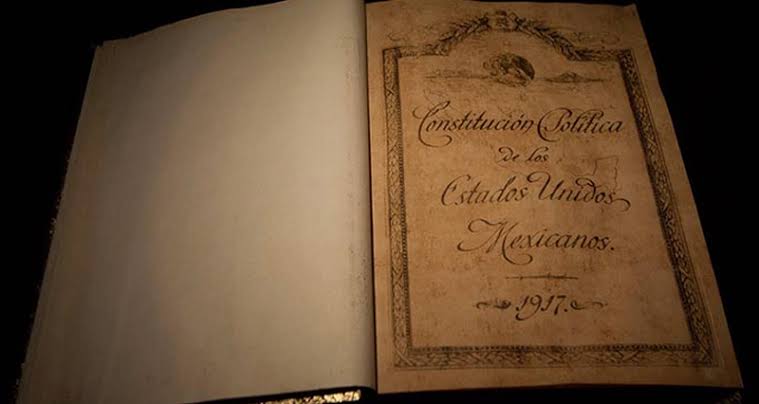 Constitución Política
de los
Estados Unidos
Mexicanos.
1917.